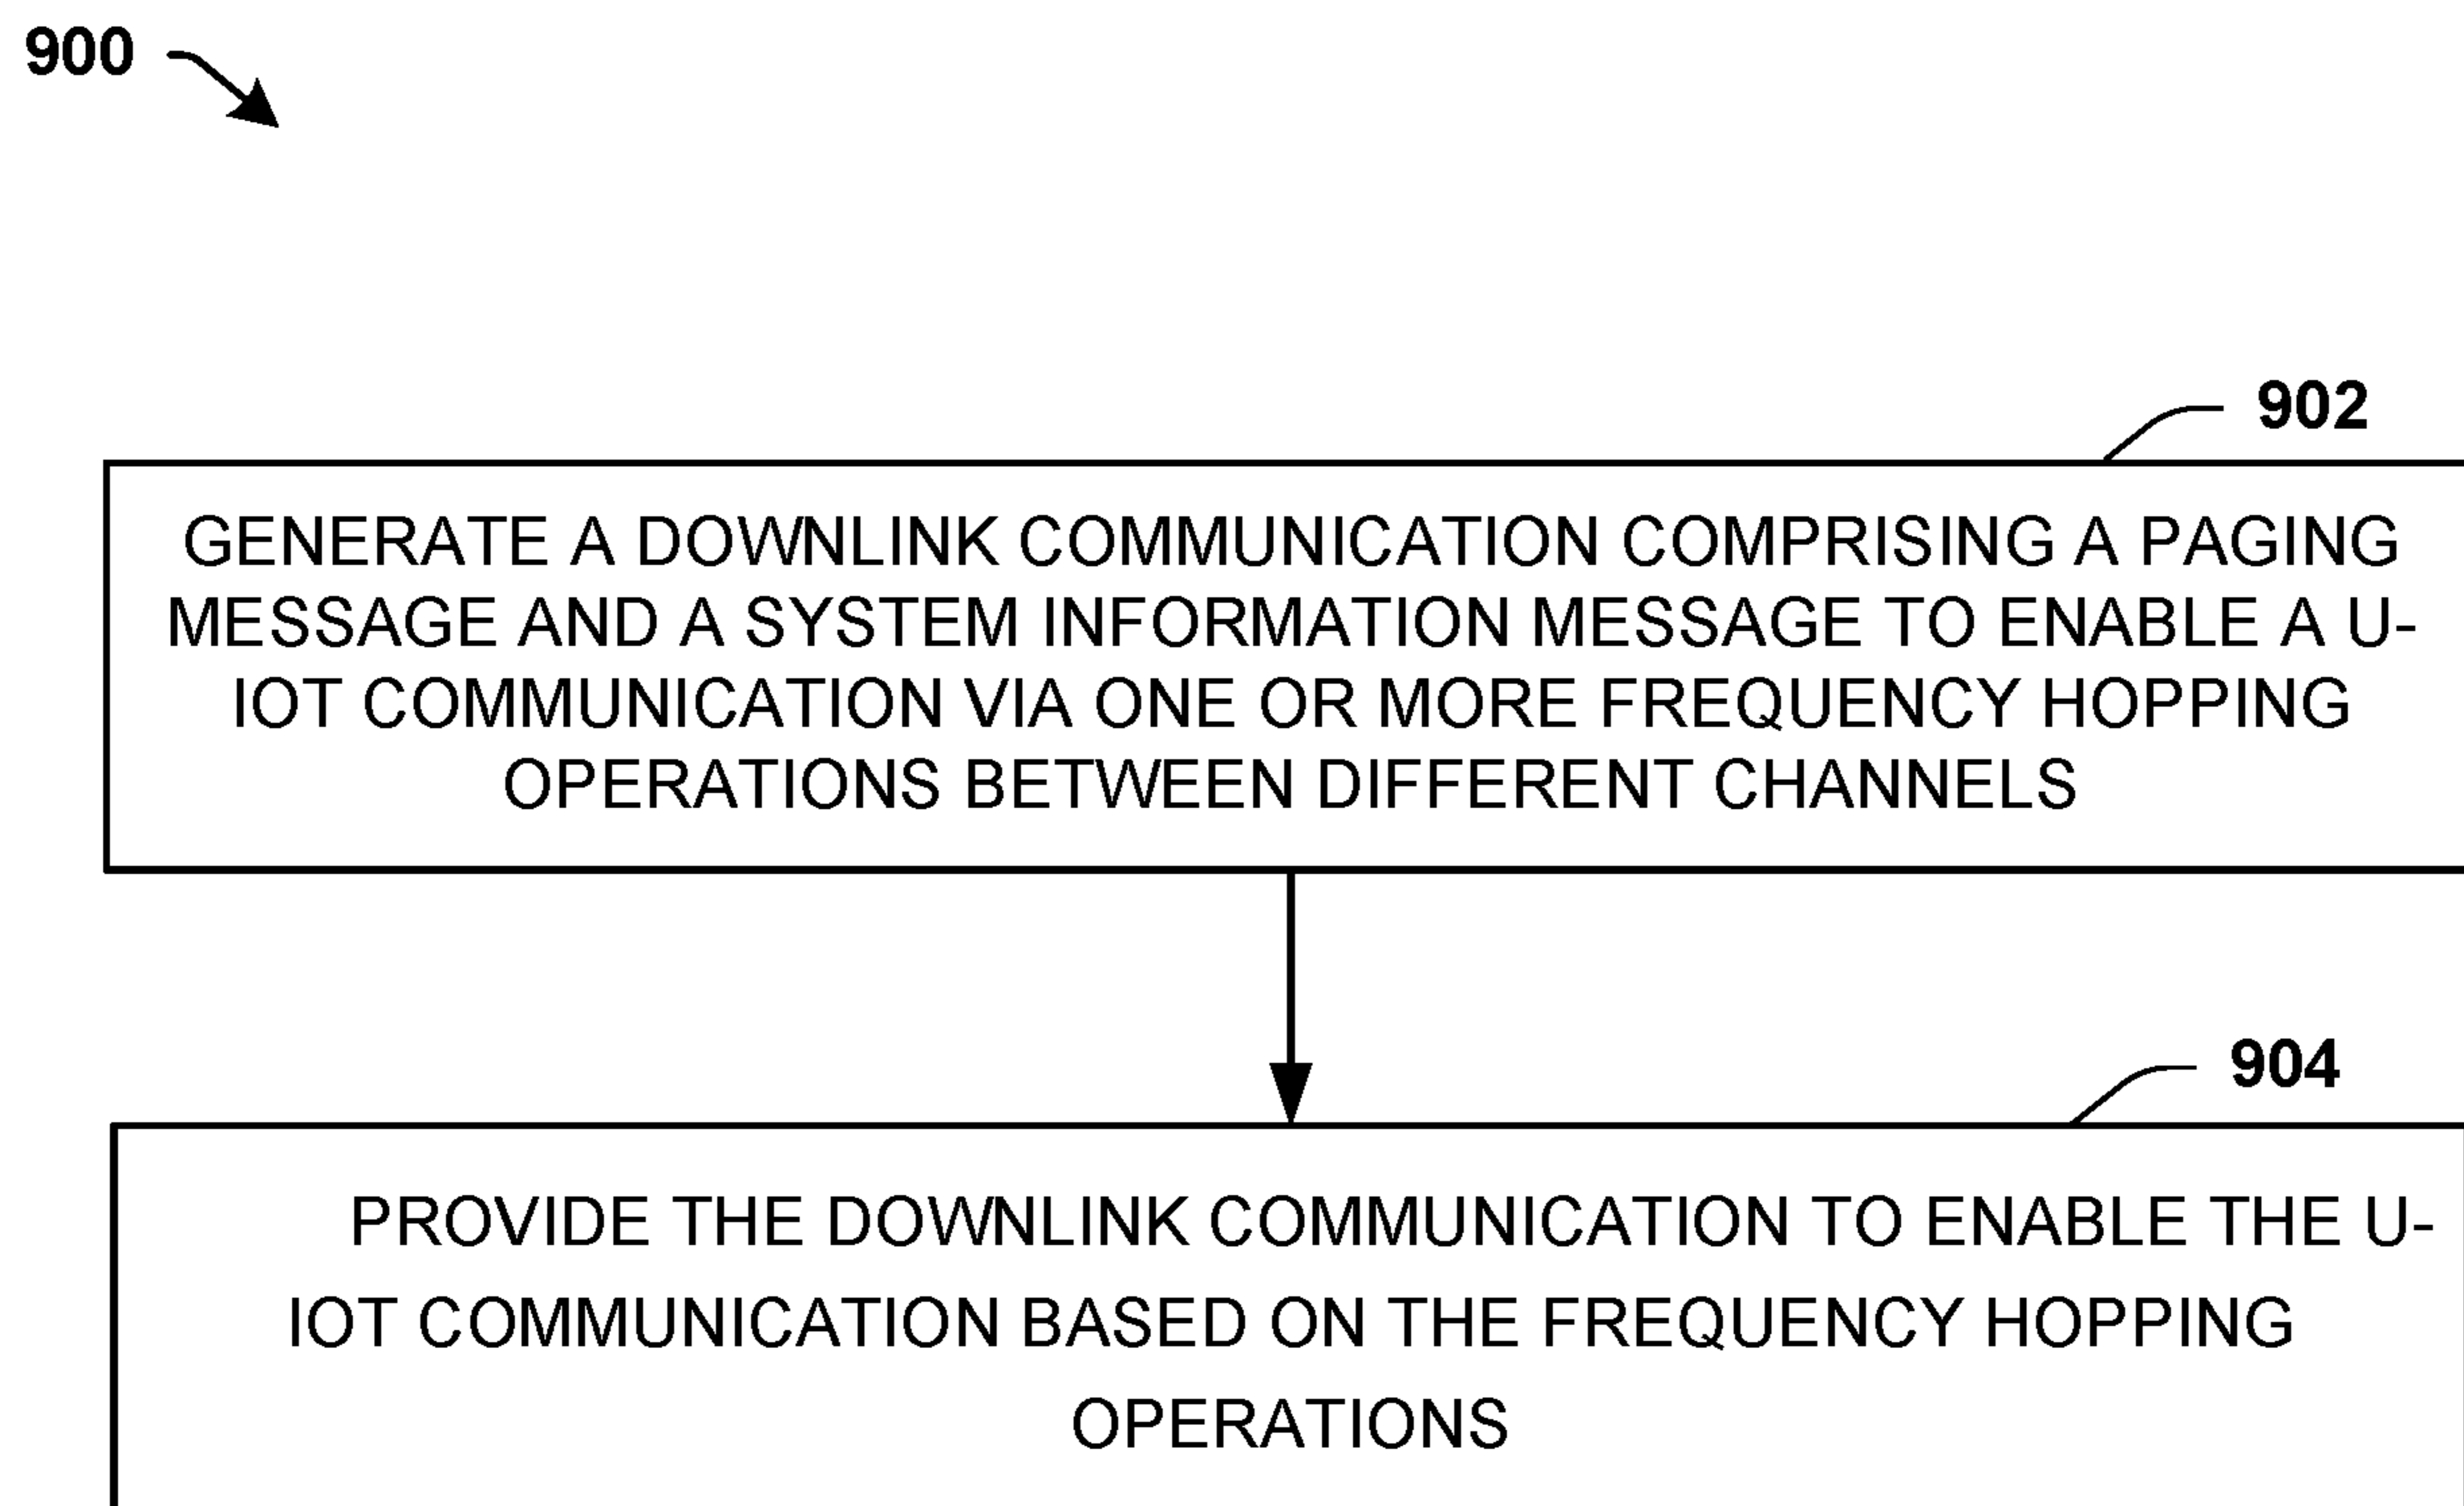 900
902
GENERATE A DOWNLINK COMMUNICATION COMPRISING A PAGING
MESSAGE AND A SYSTEM INFORMATION MESSAGE TO ENABLE A U-
IOT COMMUNICATION VIA ONE OR MORE FREQUENCY HOPPING
OPERATIONS BETWEEN DIFFERENT CHANNELS
904
PROVIDE THE DOWNLINK COMMUNICATION TO ENABLE THE U-
IOT COMMUNICATION BASED ON THE FREQUENCY HOPPING
OPERATIONS